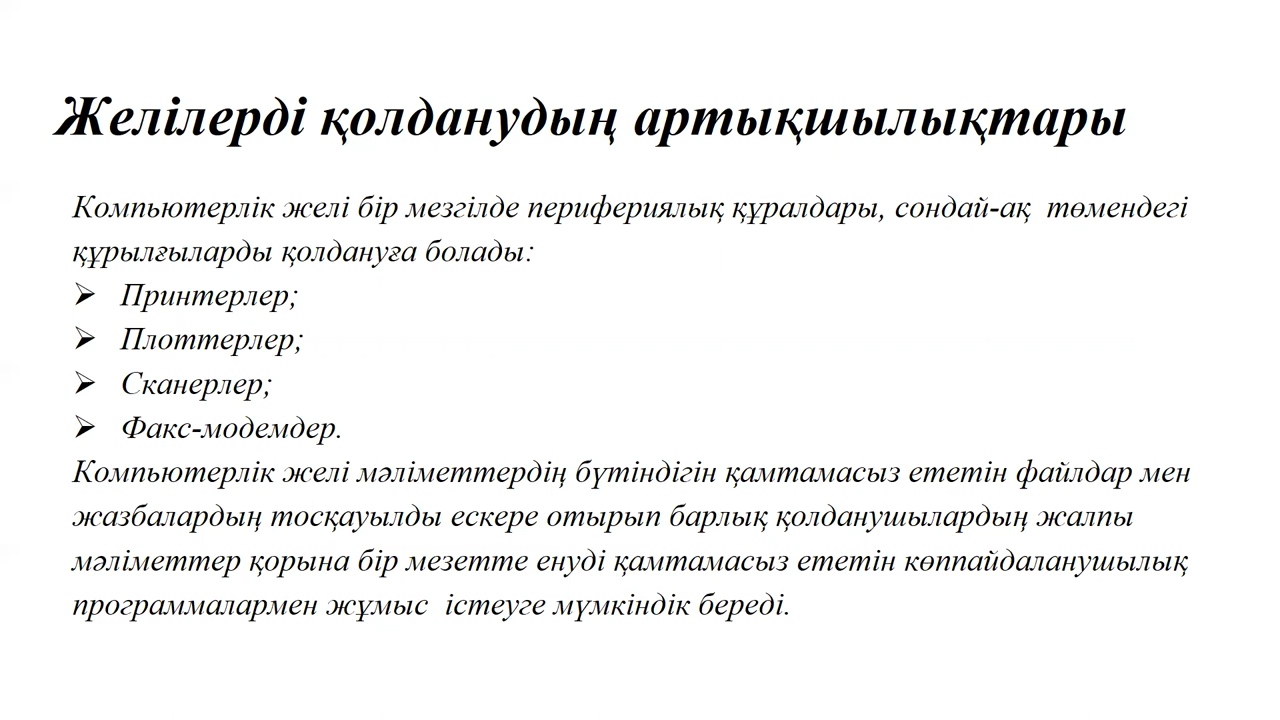 Желілерді қолданудың артықшылықтары
Компьютерлік желі бір мезгілде перифериялық құралдары, сондай-ақ төмендегі
құрылғыларды қолдануға болады:
➢ Принтерлер;
➢ Плоттерлер;
➢ Сканерлер;
➢ Факс-модемдер.
Компьютерлік желі мәліметтердің бүтіндігін қамтамасыз ететін файлдар мен
жазбалардың тосқауылды ескере отырып барлық қолданушылардың жалпы
мәліметтер қорына бір мезетте енуді қамтамасыз ететін көппайдаланушылық
программалармен жұмыс істеуге мүмкіндік береді.